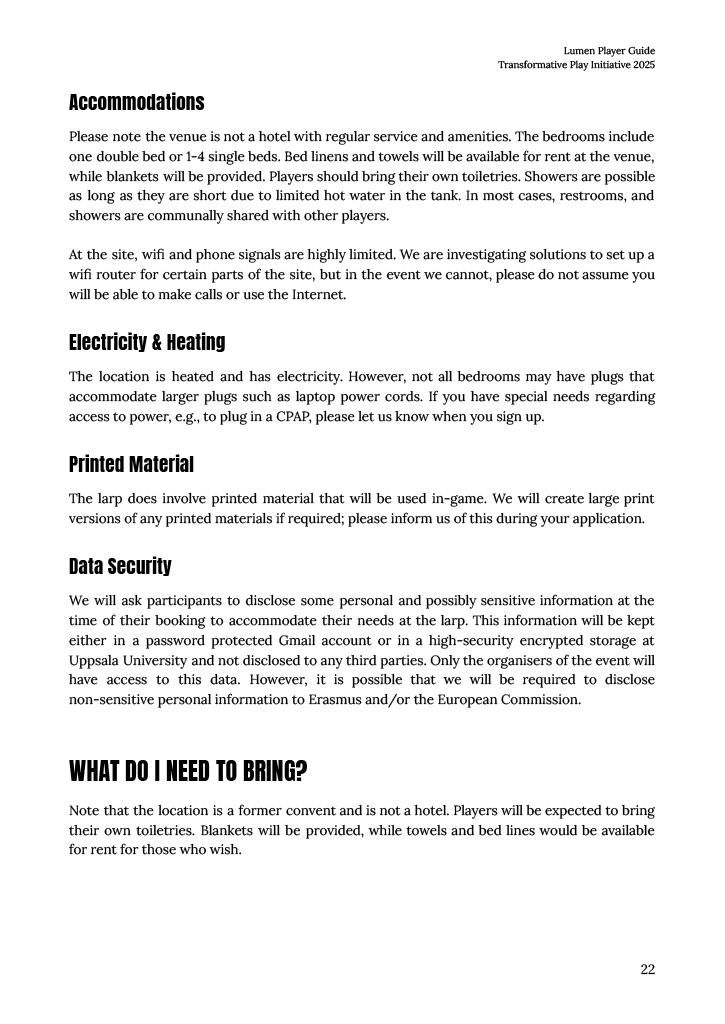 Lumen Player Guide
Transformative Play Initiative 2025
Accommodations
Please note the venue is not a hotel with regular service and amenities. The bedrooms include
one double bed or 1-4 single beds. Bed linens and towels will be available for rent at the venue,
while blankets will be provided. Players should bring their own toiletries. Showers are possible
as long as they are short due to limited hot water in the tank. In most cases, restrooms, and
showers are communally shared with other players.
At the site, wifi and phone signals are highly limited. We are investigating solutions to set up a
wifi router for certain parts of the site, but in the event we cannot, please do not assume you
will be able to make calls or use the Internet.
Electricity & Heating
The location is heated and has electricity. However, not all bedrooms may have plugs that
accommodate larger plugs such as laptop power cords. If you have special needs regarding
access to power, e.g., to plug in a CPAP, please let us know when you sign up.
Printed Material
The larp does involve printed material that will be used in-game. We will create large print
versions of any printed materials if required; please inform us of this during your application.
Data Security
We will ask participants to disclose some personal and possibly sensitive information at the
time of their booking to accommodate their needs at the larp. This information will be kept
either in a password protected Gmail account or in a high-security encrypted storage at
Uppsala University and not disclosed to any third parties. Only the organisers of the event will
have access to this data. However, it is possible that we will be required to disclose
non-sensitive personal information to Erasmus and/or the European Commission.
WHAT DO I NEED TO BRING?
Note that the location is a former convent and is not a hotel. Players will be expected to bring
their own toiletries. Blankets will be provided, while towels and bed lines would be available
for rent for those who wish.
22